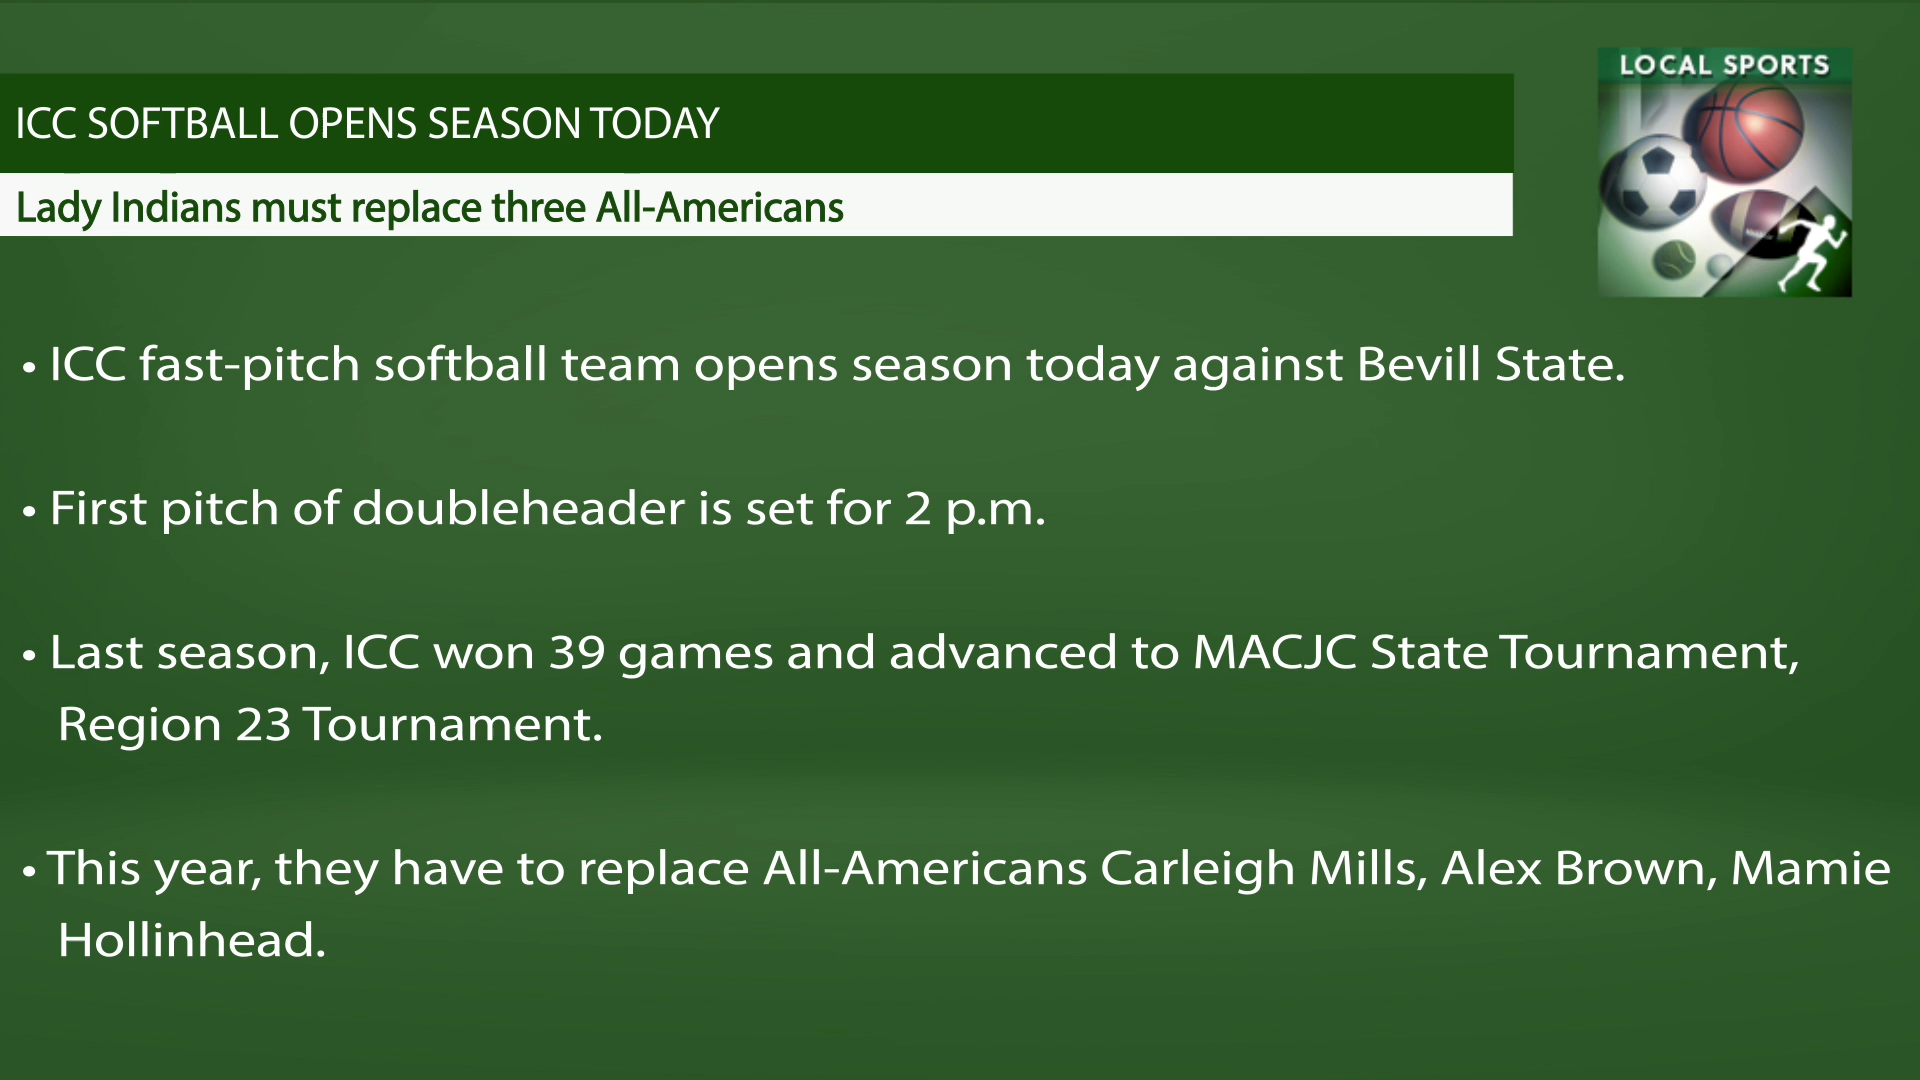 LOCAL SPORTS
ICC SOFTBALL OPENS SEASON TODAY
Lady Indians must replace three All-Americans
• ICC fast-pitch softball team opens season today against Bevill State.
• First pitch of doubleheader is set for 2 p.m.
• Last season, ICC won 39 games and advanced to MACJC State Tournament,
Region 23 Tournament.
• This year, they have to replace All-Americans Carleigh Mills, Alex Brown, Mamie
Hollinhead.